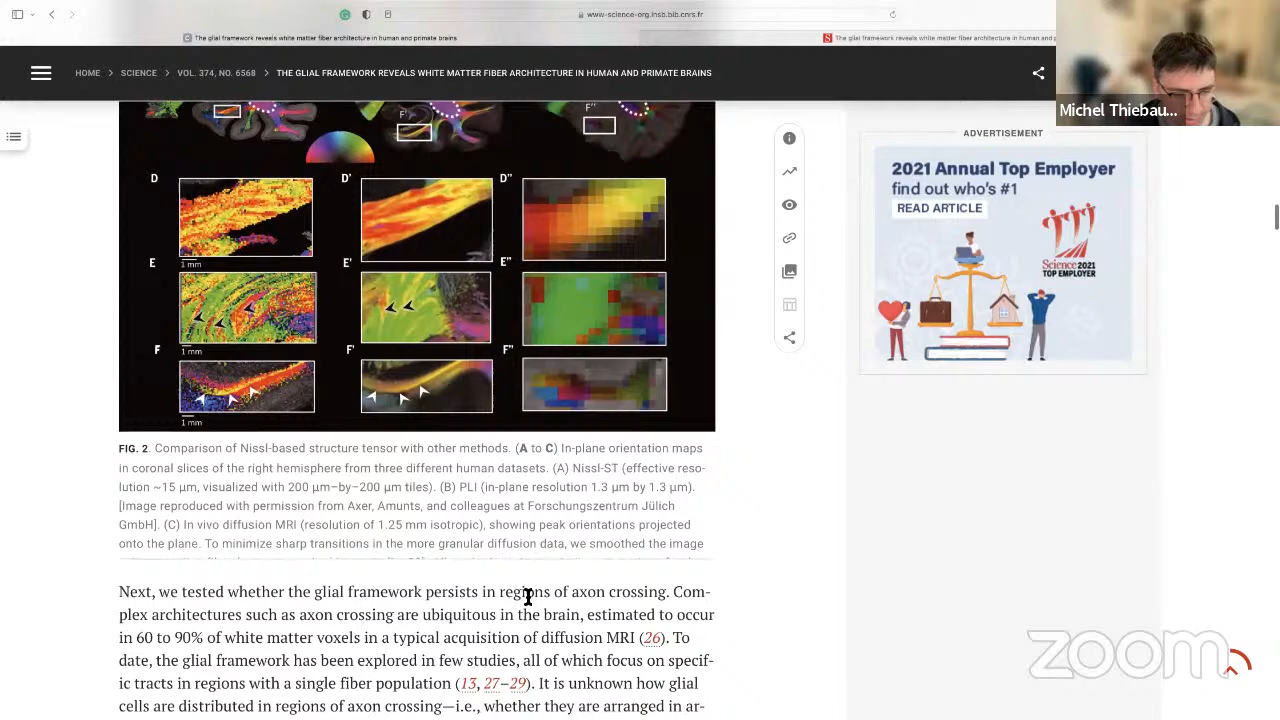 www-science-org.insb.bib.cnrs.fr
The glial framework reveals white matter fiber architecture in human and primate brains
The glial framework reveals white matter fiber architecture in human and p
HOME > SCIENCE > VOL. 374, NO. 6568 > THE GLIAL FRAMEWORK REVEALS WHITE MATTER FIBER ARCHITECTURE IN HUMAN AND PRIMATE BRAINS
Michel Thiebau...
ADVERTISEMENT
2021 Annual Top Employer
find out who's #1
READ ARTICLE
Science 2021
TOP EMPLOYER
F' F''
D D' D''
1 mm
E E' E''
1 mm
F F' F''
1 mm
FIG. 2. Comparison of Nissl-based structure tensor with other methods. (A to C) In-plane orientation maps
in coronal slices of the right hemisphere from three different human datasets. (A) Nissl-ST (effective reso-
lution ~15 μm, visualized with 200 μm–by–200 μm tiles). (B) PLI (in-plane resolution 1.3 μm by 1.3 μm).
[Image reproduced with permission from Axer, Amunts, and colleagues at Forschungszentrum Jülich
GmbH]. (C) In vivo diffusion MRI (resolution of 1.25 mm isotropic), showing peak orientations projected
onto the plane. To minimize sharp transitions in the more granular diffusion data, we smoothed the image
Next, we tested whether the glial framework persists in regions of axon crossing. Com-
plex architectures such as axon crossing are ubiquitous in the brain, estimated to occur
in 60 to 90% of white matter voxels in a typical acquisition of diffusion MRI (26). To
date, the glial framework has been explored in few studies, all of which focus on specif-
ic tracts in regions with a single fiber population (13, 27–29). It is unknown how glial
cells are distributed in regions of axon crossing—i.e., whether they are arranged in ar-
zoom